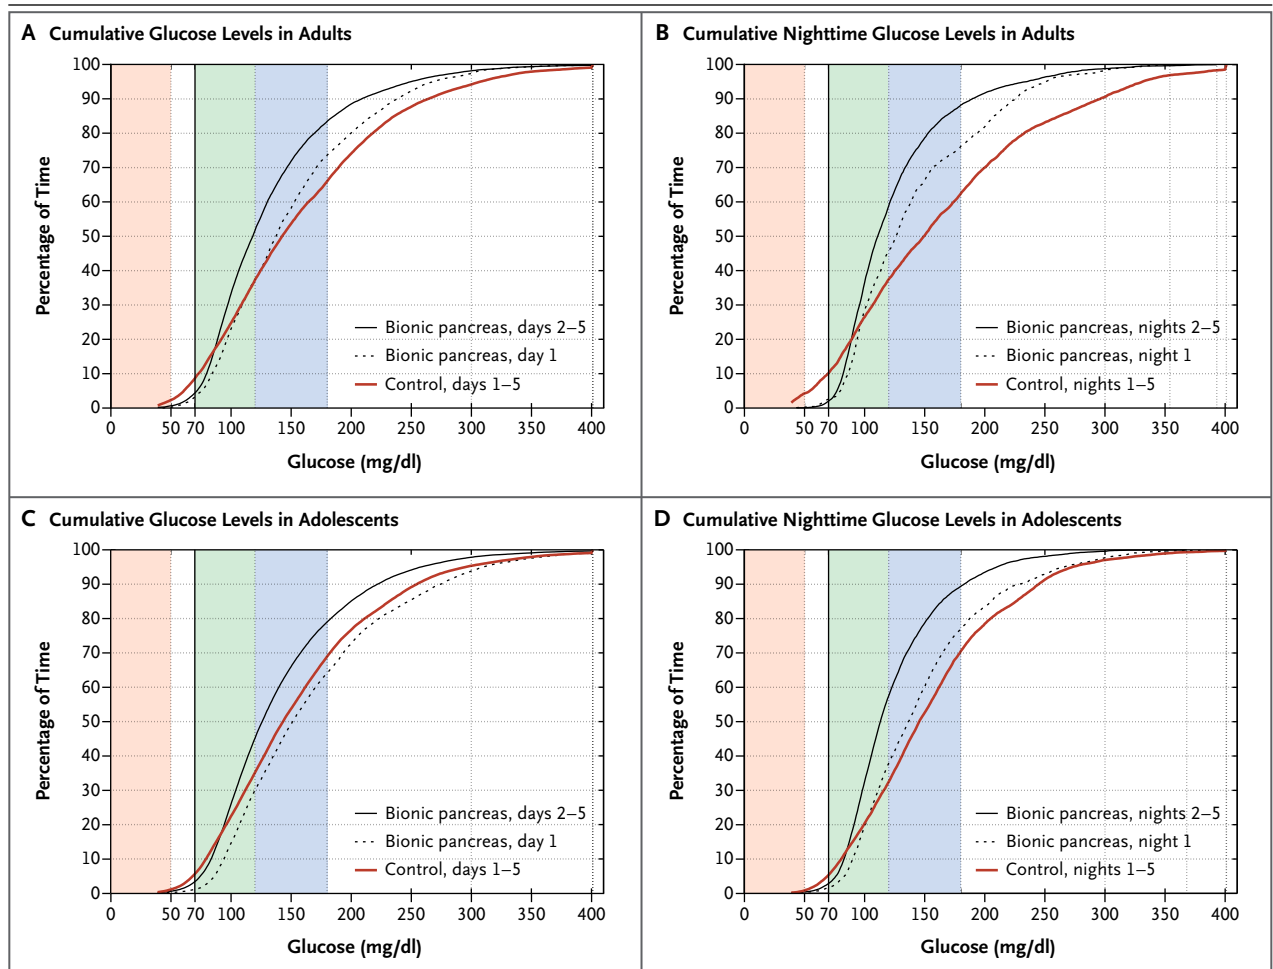 A Cumulative Glucose Levels in Adults
100
90
80
70
60
50
40
30
20
10
0
Percentage of Time
Bionic pancreas, days 2–5
Bionic pancreas, day 1
Control, days 1–5
0 50 70 100 150 200 250 300 350 400
Glucose (mg/dl)
B Cumulative Nighttime Glucose Levels in Adults
100
90
80
70
60
50
40
30
20
10
0
Percentage of Time
Bionic pancreas, nights 2–5
Bionic pancreas, night 1
Control, nights 1–5
0 50 70 100 150 200 250 300 350 400
Glucose (mg/dl)
C Cumulative Glucose Levels in Adolescents
100
90
80
70
60
50
40
30
20
10
0
Percentage of Time
Bionic pancreas, days 2–5
Bionic pancreas, day 1
Control, days 1–5
0 50 70 100 150 200 250 300 350 400
Glucose (mg/dl)
D Cumulative Nighttime Glucose Levels in Adolescents
100
90
80
70
60
50
40
30
20
10
0
Percentage of Time
Bionic pancreas, nights 2–5
Bionic pancreas, night 1
Control, nights 1–5
0 50 70 100 150 200 250 300 350 400
Glucose (mg/dl)